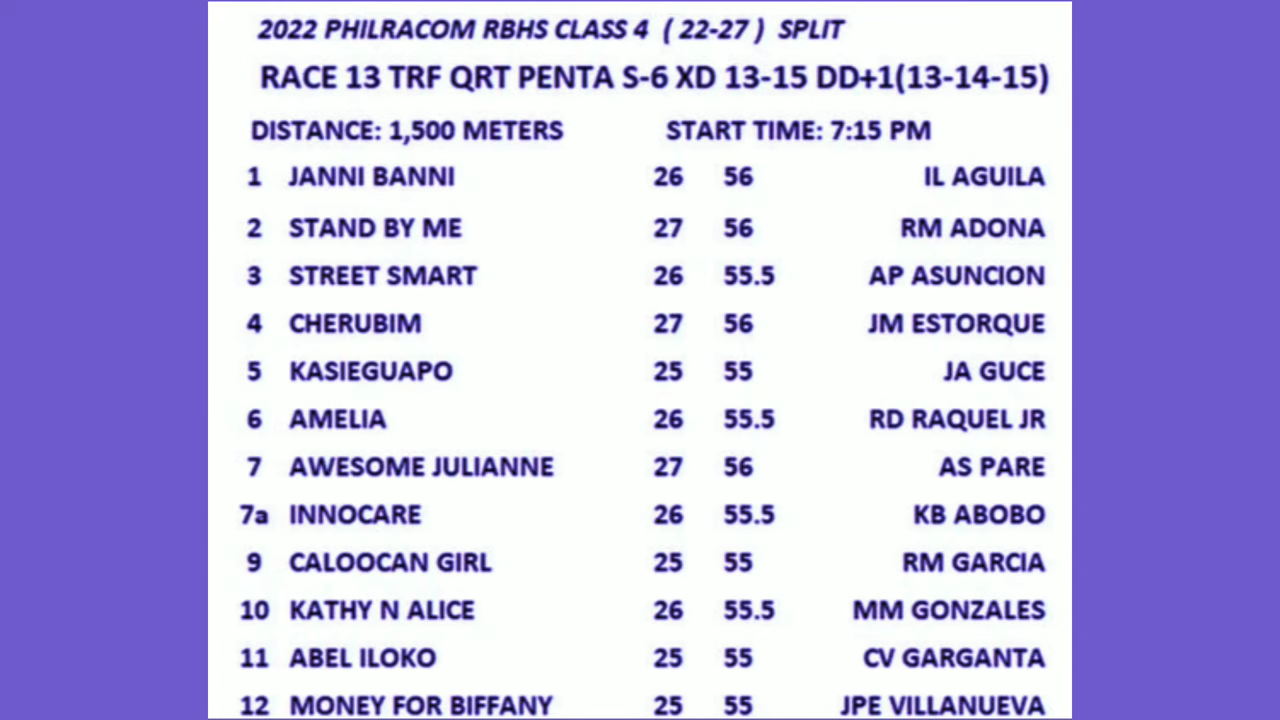 2022 PHILRACOM RBHS CLASS 4 ( 22-27 ) SPLIT
RACE 13 TRF QRT PENTA S-6 XD 13-15 DD+1(13-14-15)
DISTANCE: 1,500 METERS START TIME: 7:15 PM
1 JANNI BANNI 26 56 IL AGUILA
2 STAND BY ME 27 56 RM ADONA
3 STREET SMART 26 55.5 AP ASUNCION
4 CHERUBIM 27 56 JM ESTORQUE
5 KASIEGUAPO 25 55 JA GUCE
6 AMELIA 26 55.5 RD RAQUEL JR
7 AWESOME JULIANNE 27 56 AS PARE
7a INNOCARE 26 55.5 KB ABOBO
9 CALOOCAN GIRL 25 55 RM GARCIA
10 KATHY N ALICE 26 55.5 MM GONZALES
11 ABEL ILOKO 25 55 CV GARGANTA
12 MONEY FOR BIFFANY 25 55 JPE VILLANUEVA